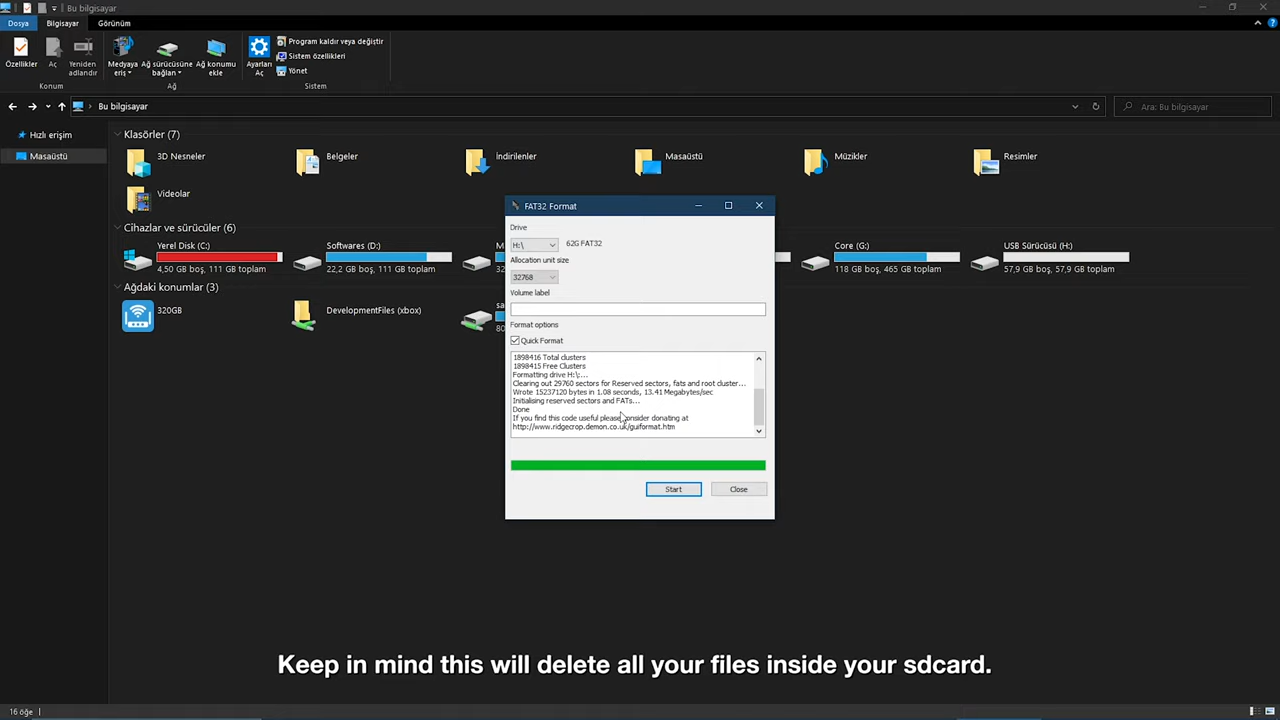 Bu bilgisayar
Dosya
Bilgisayar
Görünüm
Özellikler
Aç
Yeniden
adlandır
Medyaya
eriş
Ağ sürücüsüne
bağlan
Ağ konumu
ekle
Ayarları
Aç
Program kaldır veya değiştir
Sistem özellikleri
Yönet
Konum
Ağ
Sistem
Bu bilgisayar
Ara: Bu bilgisayar
Hızlı erişim
Masaüstü
Klasörler (7)
3D Nesneler
Belgeler
İndirilenler
Masaüstü
Müzikler
Resimler
Videolar
Cihazlar ve sürücüler (6)
Yerel Disk (C:)
4,50 GB boş, 111 GB toplam
Softwares (D:)
22,2 GB boş, 111 GB toplam
Core (G:)
118 GB boş, 465 GB toplam
USB Sürücüsü (H:)
57,9 GB boş, 57,9 GB toplam
Ağdaki konumlar (3)
320GB
DevelopmentFiles (xbox)
FAT32 Format
Drive
H:\
62G FAT32
Allocation unit size
32768
Volume label
Format options
Quick Format
1898416 Total clusters
1898415 Free Clusters
Formatting drive H:\:...
Clearing out 29760 sectors for Reserved sectors, fats and root cluster...
Wrote 15237120 bytes in 1.08 seconds, 13.41 Megabytes/sec
Initialising reserved sectors and FATs...
Done
If you find this code useful please consider donating at
http://www.ridgecrop.demon.co.uk/guiformat.htm
Start
Close
Keep in mind this will delete all your files inside your sdcard.
16 öğe